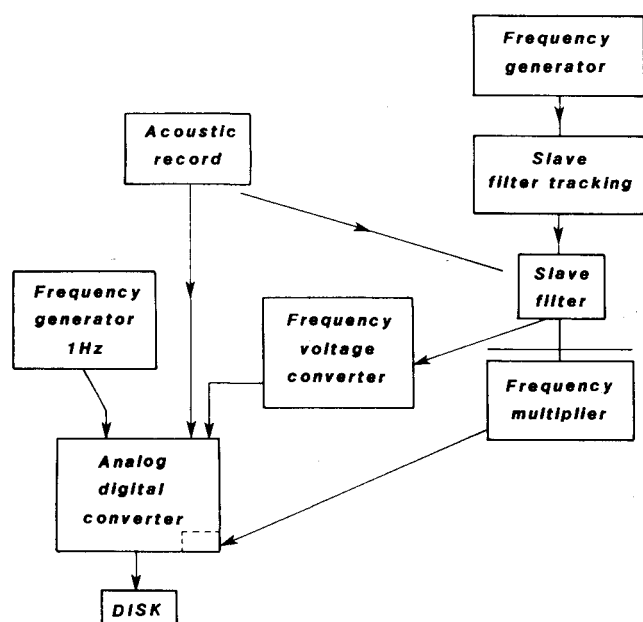 Frequency
generator
Acoustic
record
Slave
filter tracking
Slave
filter
Frequency
generator
1Hz
Frequency
voltage
converter
Frequency
multiplier
Analog
digital
converter
DISK